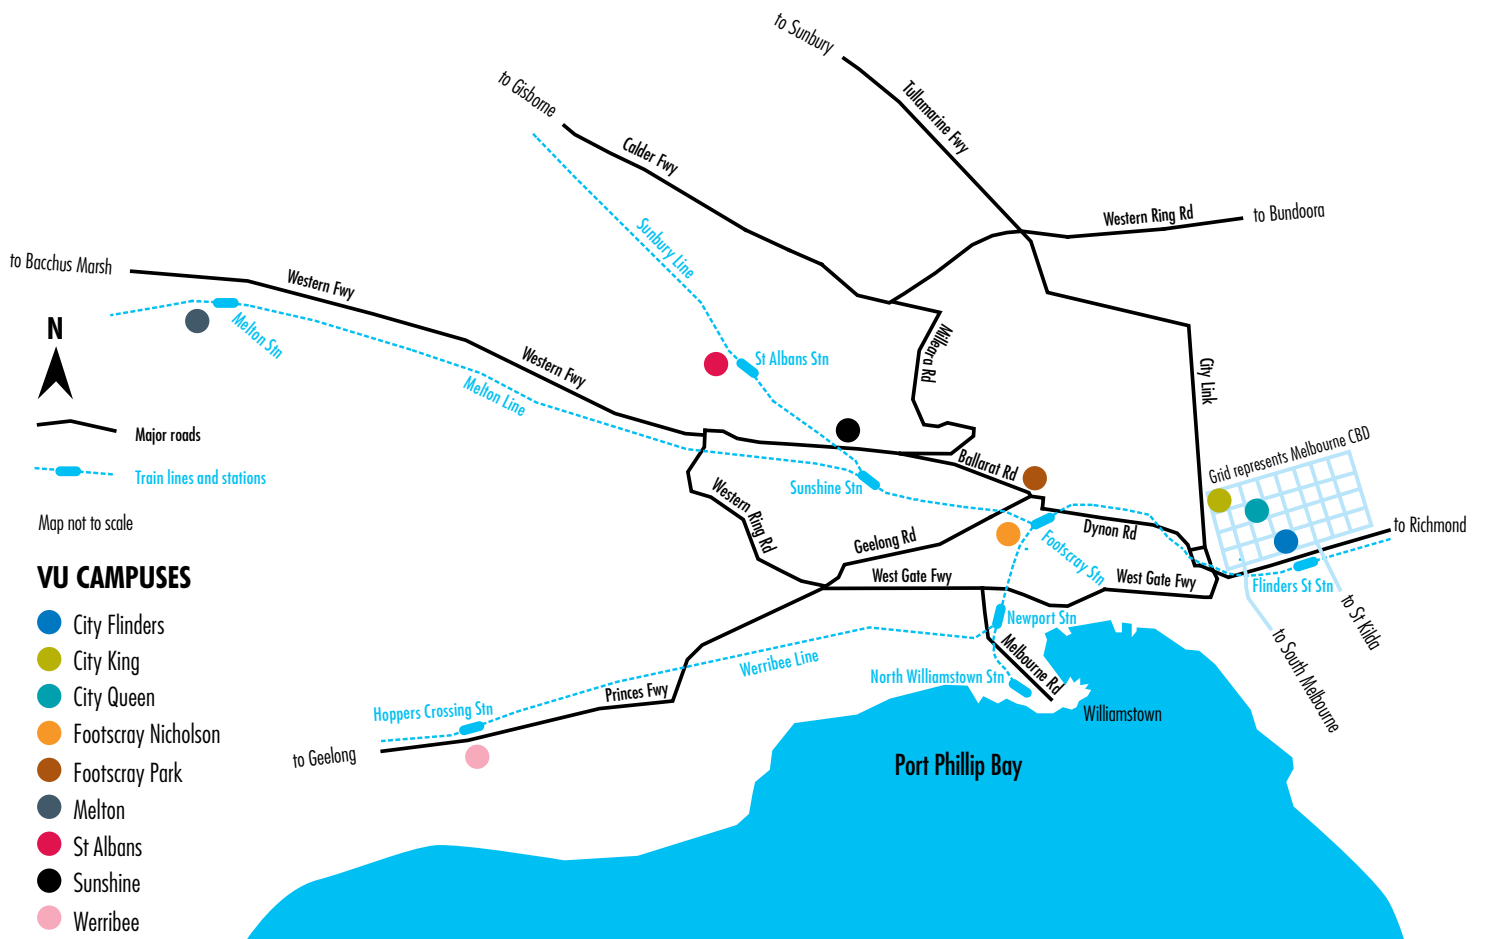 to Sunbury
to Gisborne
Tullamarine Fwy
Calder Fwy
Western Ring Rd
to Bundoora
Sunbury Line
to Bacchus Marsh
Western Fwy
N
Melton Stn
Milleara Rd
St Albans Stn
Western Fwy
Melton Line
City Link
Major roads
Grid represents Melbourne CBD
Ballarat Rd
Train lines and stations
Sunshine Stn
Western Ring Rd
Map not to scale
to Richmond
Dynon Rd
Geelong Rd
Footscray Stn
VU CAMPUSES
West Gate Fwy
West Gate Fwy
Flinders St Stn
City Flinders
City King
City Queen
Footscray Nicholson
Footscray Park
Melton
St Albans
Sunshine
Werribee
Newport Stn
to St Kilda
to South Melbourne
Werribee Line
Melbourne Rd
North Williamstown Stn
Princes Fwy
Hoppers Crossing Stn
Williamstown
to Geelong
Port Phillip Bay